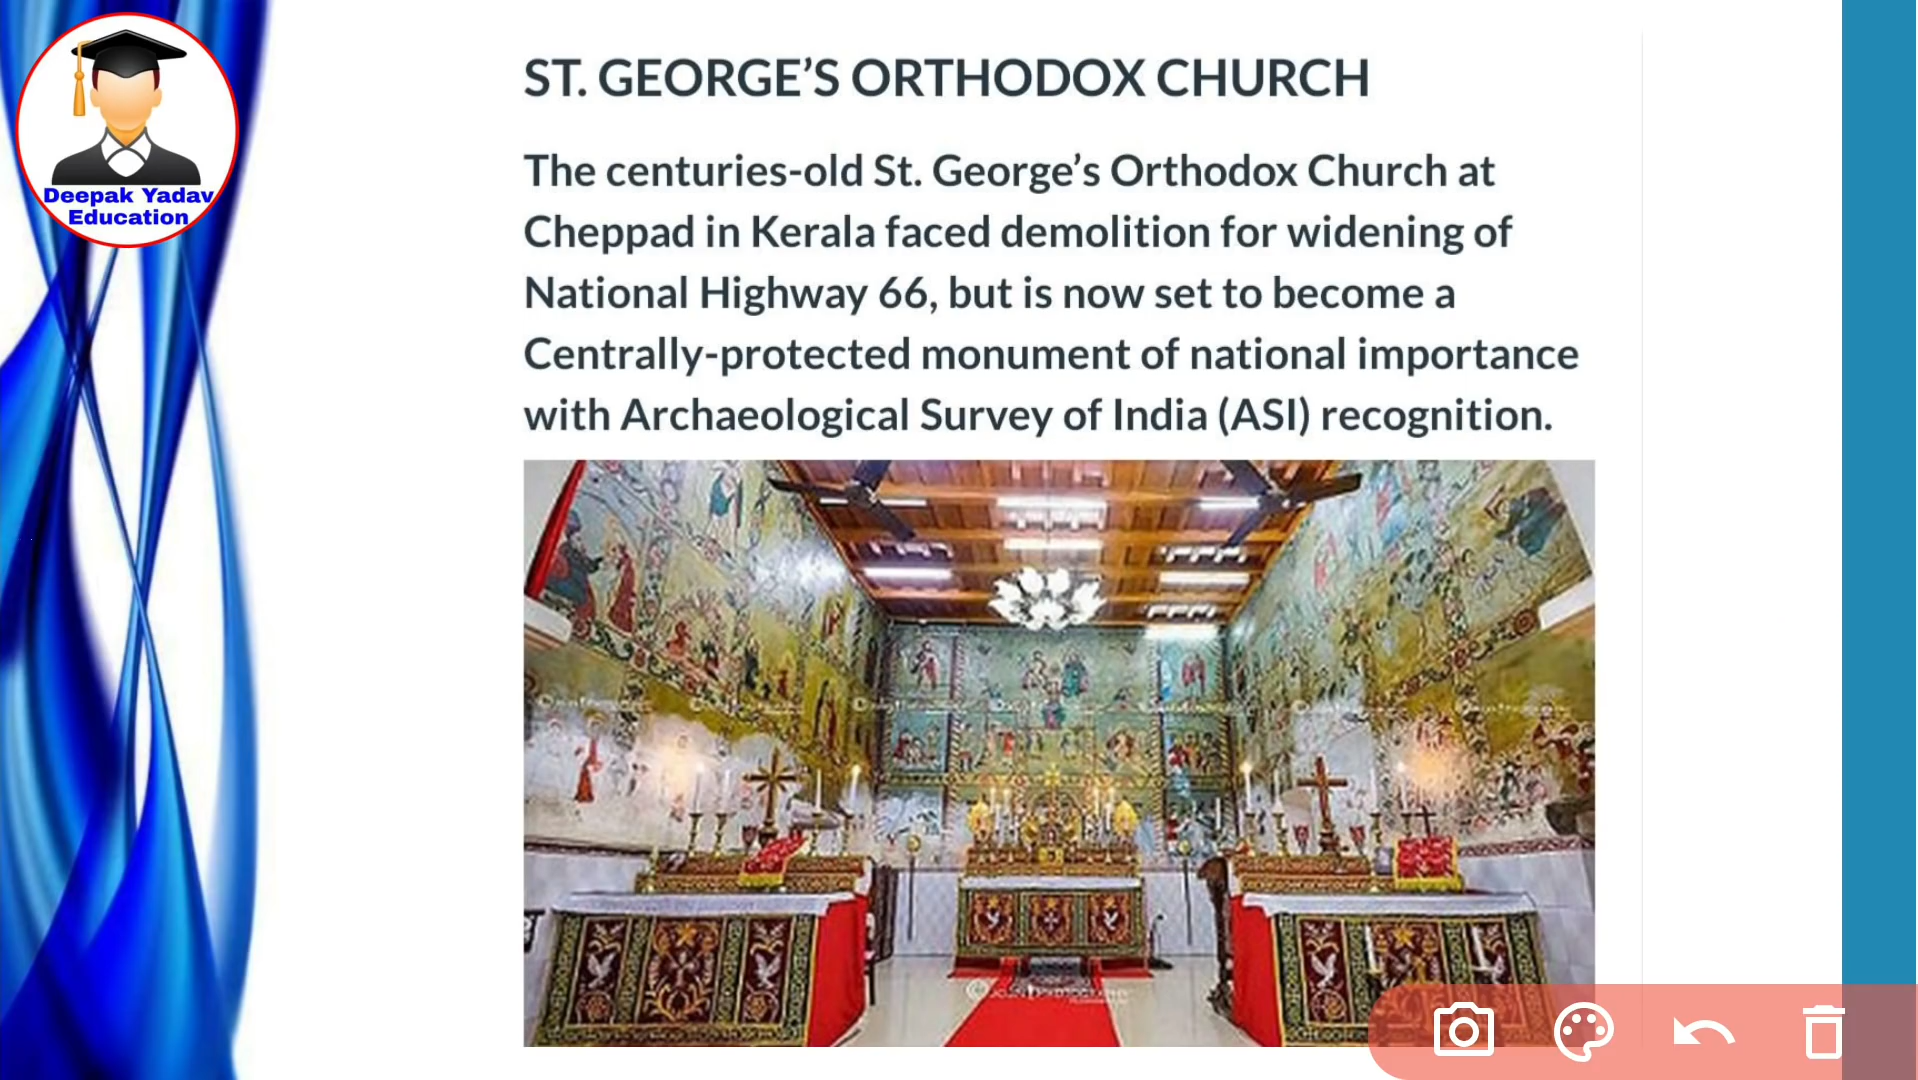 Deepak Yadav
Education
ST. GEORGE’S ORTHODOX CHURCH
The centuries-old St. George’s Orthodox Church at
Cheppad in Kerala faced demolition for widening of
National Highway 66, but is now set to become a
Centrally-protected monument of national importance
with Archaeological Survey of India (ASI) recognition.